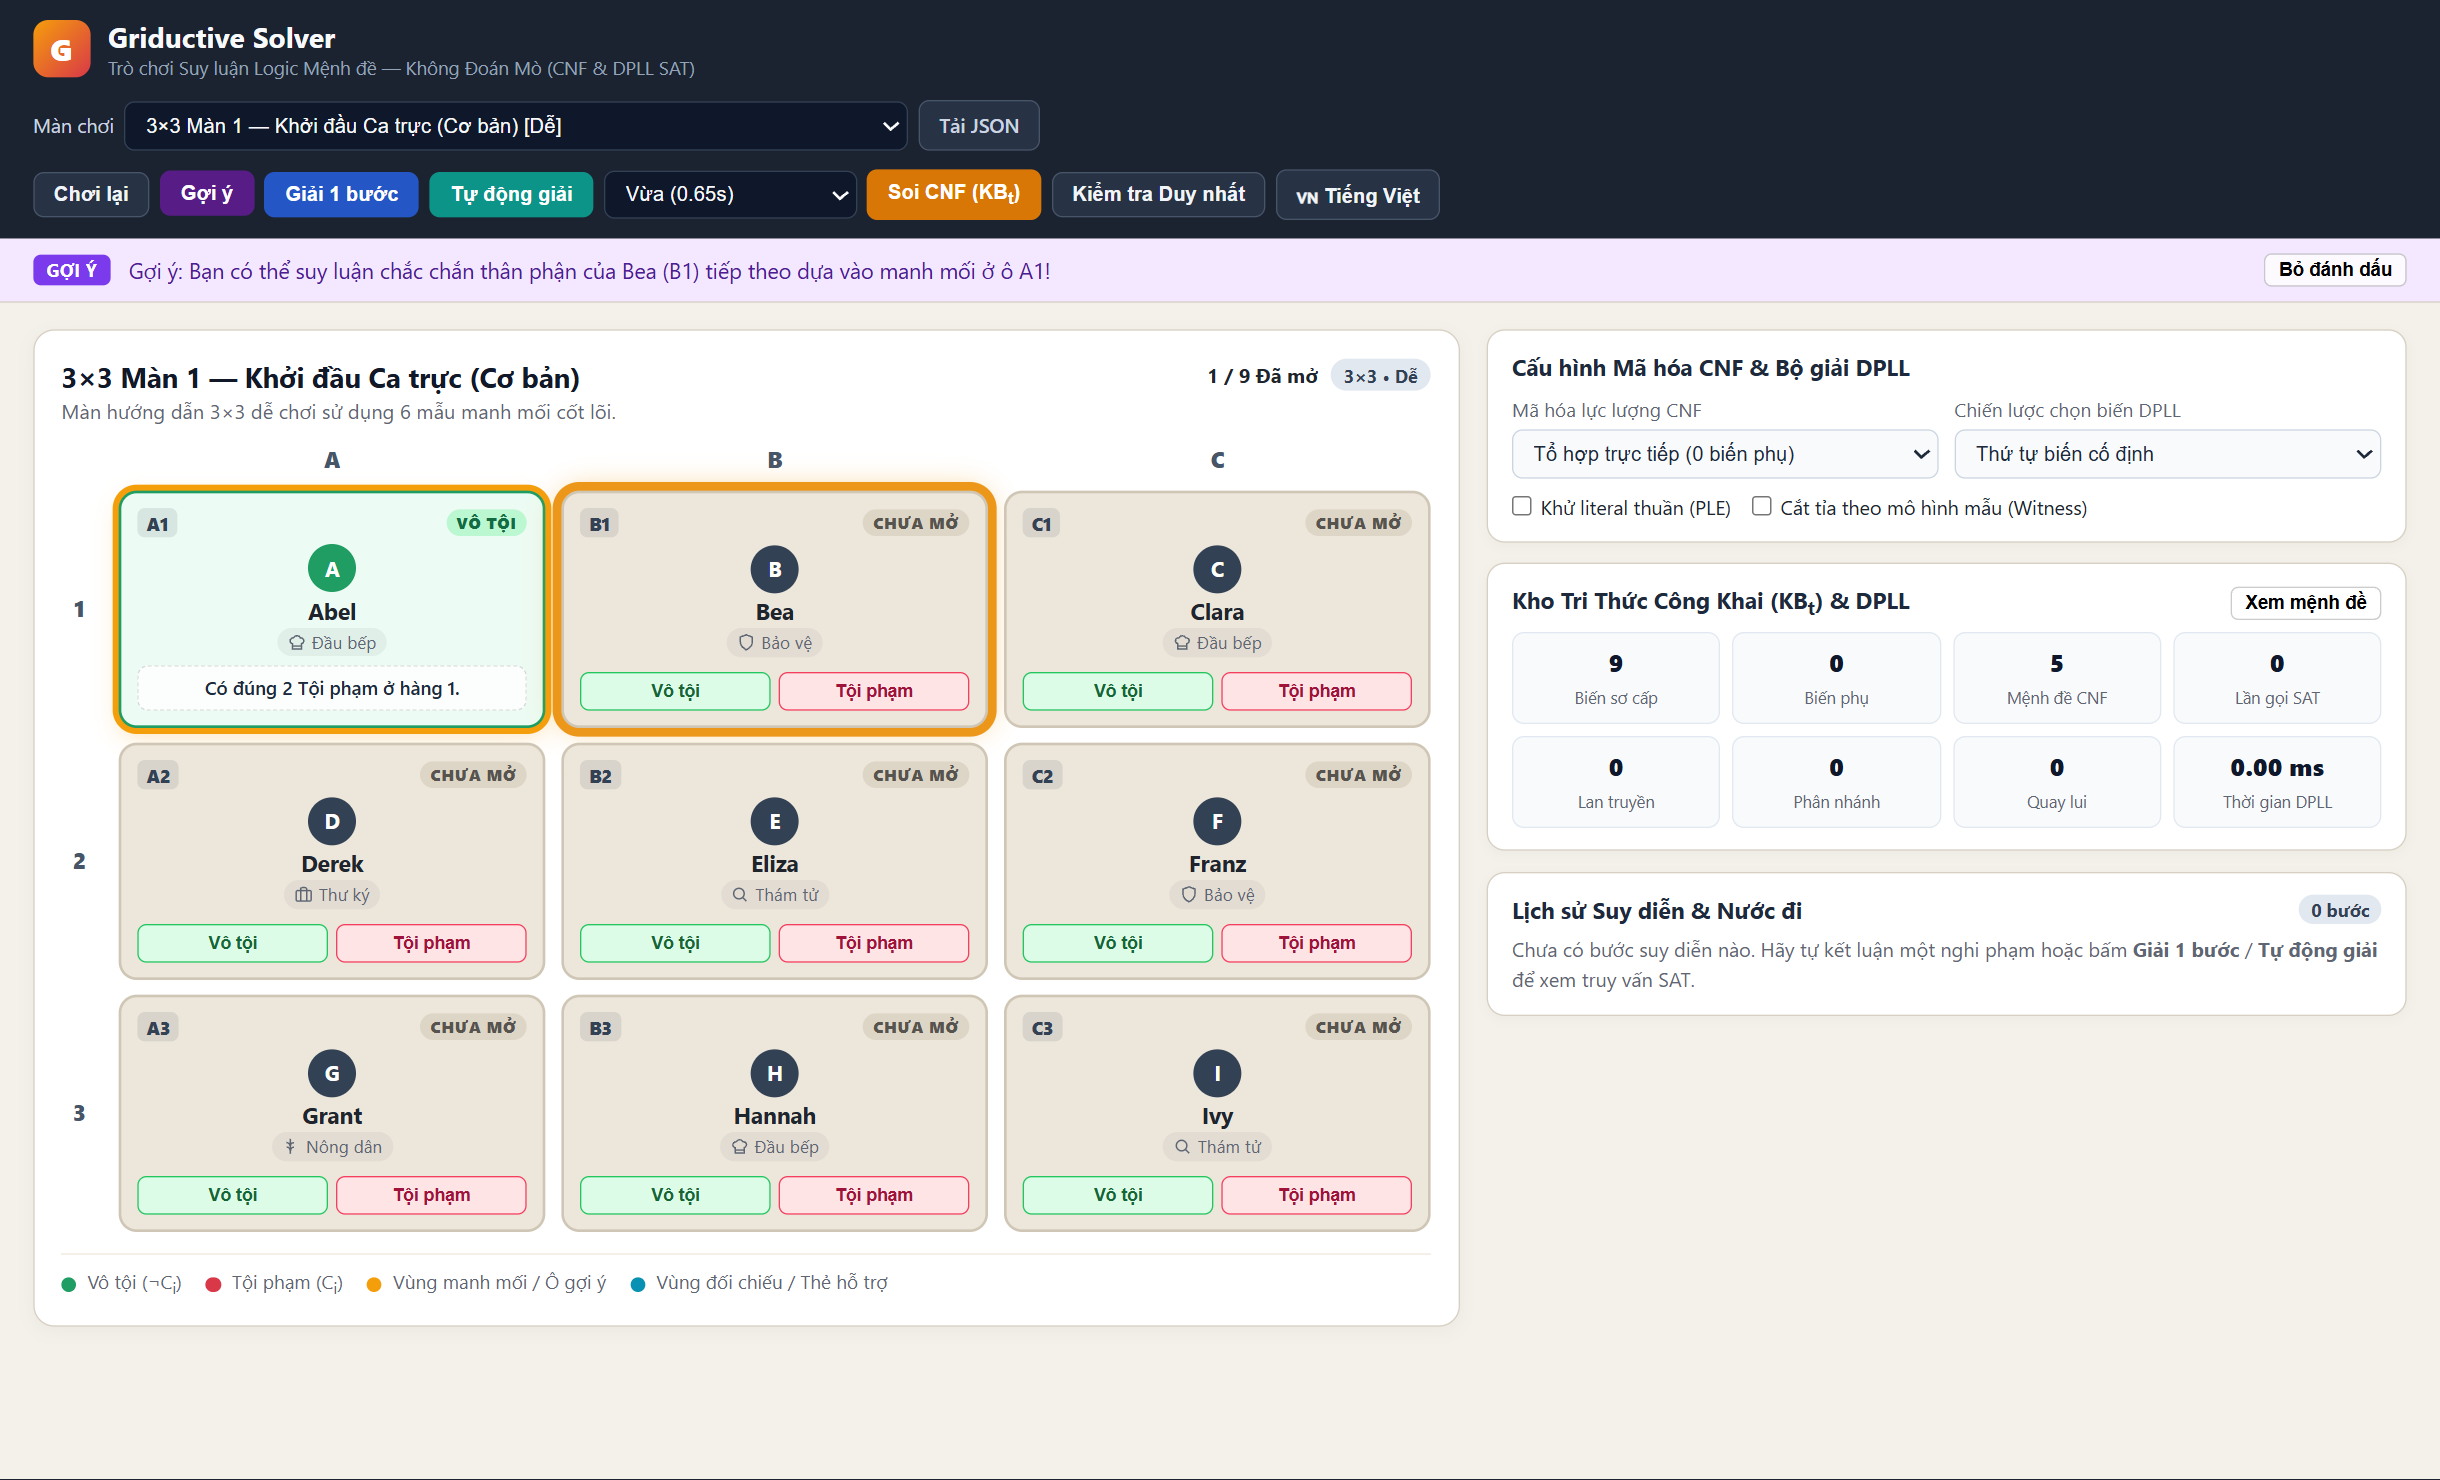 G
Griductive Solver
Trò chơi Suy luận Logic Mệnh đề — Không Đoán Mò (CNF & DPLL SAT)
Màn chơi
3×3 Màn 1 — Khởi đầu Ca trực (Cơ bản) [Dễ]
Tải JSON
Chơi lại
Gợi ý
Giải 1 bước
Tự động giải
Vừa (0.65s)
Soi CNF (KBt)
Kiểm tra Duy nhất
VN Tiếng Việt
GỢI Ý
Gợi ý: Bạn có thể suy luận chắc chắn thân phận của Bea (B1) tiếp theo dựa vào manh mối ở ô A1!
Bỏ đánh dấu
3×3 Màn 1 — Khởi đầu Ca trực (Cơ bản)
1 / 9 Đã mở
3×3 • Dễ
Màn hướng dẫn 3×3 dễ chơi sử dụng 6 mẫu manh mối cốt lõi.
A
B
C
1
A1
VÔ TỘI
A
Abel
Đầu bếp
Có đúng 2 Tội phạm ở hàng 1.
B1
CHƯA MỞ
B
Bea
Bảo vệ
Vô tội
Tội phạm
C1
CHƯA MỞ
C
Clara
Đầu bếp
Vô tội
Tội phạm
2
A2
CHƯA MỞ
D
Derek
Thư ký
Vô tội
Tội phạm
B2
CHƯA MỞ
E
Eliza
Thám tử
Vô tội
Tội phạm
C2
CHƯA MỞ
F
Franz
Bảo vệ
Vô tội
Tội phạm
3
A3
CHƯA MỞ
G
Grant
Nông dân
Vô tội
Tội phạm
B3
CHƯA MỞ
H
Hannah
Đầu bếp
Vô tội
Tội phạm
C3
CHƯA MỞ
I
Ivy
Thám tử
Vô tội
Tội phạm
Vô tội (¬Ci)
Tội phạm (Ci)
Vùng manh mối / Ô gợi ý
Vùng đối chiếu / Thẻ hỗ trợ
Cấu hình Mã hóa CNF & Bộ giải DPLL
Mã hóa lực lượng CNF
Chiến lược chọn biến DPLL
Tổ hợp trực tiếp (0 biến phụ)
Thứ tự biến cố định
Khử literal thuần (PLE)
Cắt tỉa theo mô hình mẫu (Witness)
Kho Tri Thức Công Khai (KBt) & DPLL
Xem mệnh đề
9
Biến sơ cấp
0
Biến phụ
5
Mệnh đề CNF
0
Lần gọi SAT
0
Lan truyền
0
Phân nhánh
0
Quay lui
0.00 ms
Thời gian DPLL
Lịch sử Suy diễn & Nước đi
0 bước
Chưa có bước suy diễn nào. Hãy tự kết luận một nghi phạm hoặc bấm Giải 1 bước / Tự động giải
để xem truy vấn SAT.